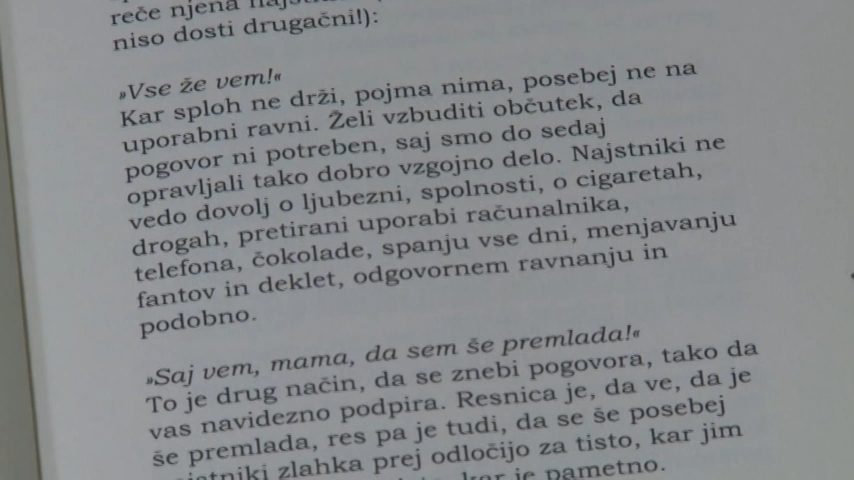 reče njena
niso dosti drugačni!):
»Vse že vem!«
Kar sploh ne drži, pojma nima, posebej ne na
uporabni ravni. Želi vzbuditi občutek, da
pogovor ni potreben, saj smo do sedaj
opravljali tako dobro vzgojno delo. Najstniki ne
vedo dovolj o ljubezni, spolnosti, o cigaretah,
drogah, pretirani uporabi računalnika,
telefona, čokolade, spanju vse dni, menjavanju
fantov in deklet, odgovornem ravnanju in
podobno.
»Saj vem, mama, da sem še premlada!«
To je drug način, da se znebi pogovora, tako da
vas navidezno podpira. Resnica je, da ve, da je
še premlada, res pa je tudi, da se še posebej
zlahka prej odločijo za tisto, kar jim
kar je pametno.